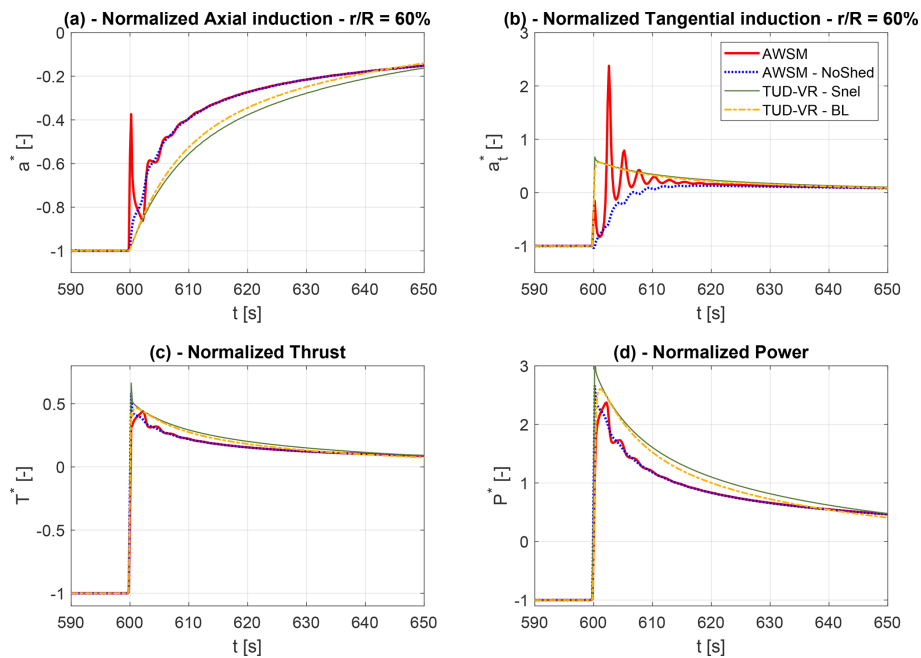 (a) - Normalized Axial induction - r/R = 60%
0
-0.2
-0.4
-0.6
-0.8
-1
a* [-]
590 600 610 620 630 640 650
t [s]
(b) - Normalized Tangential induction - r/R = 60%
3
2
1
0
-1
a_t^* [-]
AWSM
AWSM - NoShed
TUD-VR - Snel
TUD-VR - BL
590 600 610 620 630 640 650
t [s]
(c) - Normalized Thrust
0.5
0
-0.5
-1
T* [-]
590 600 610 620 630 640 650
t [s]
(d) - Normalized Power
3
2
1
0
-1
P* [-]
590 600 610 620 630 640 650
t [s]